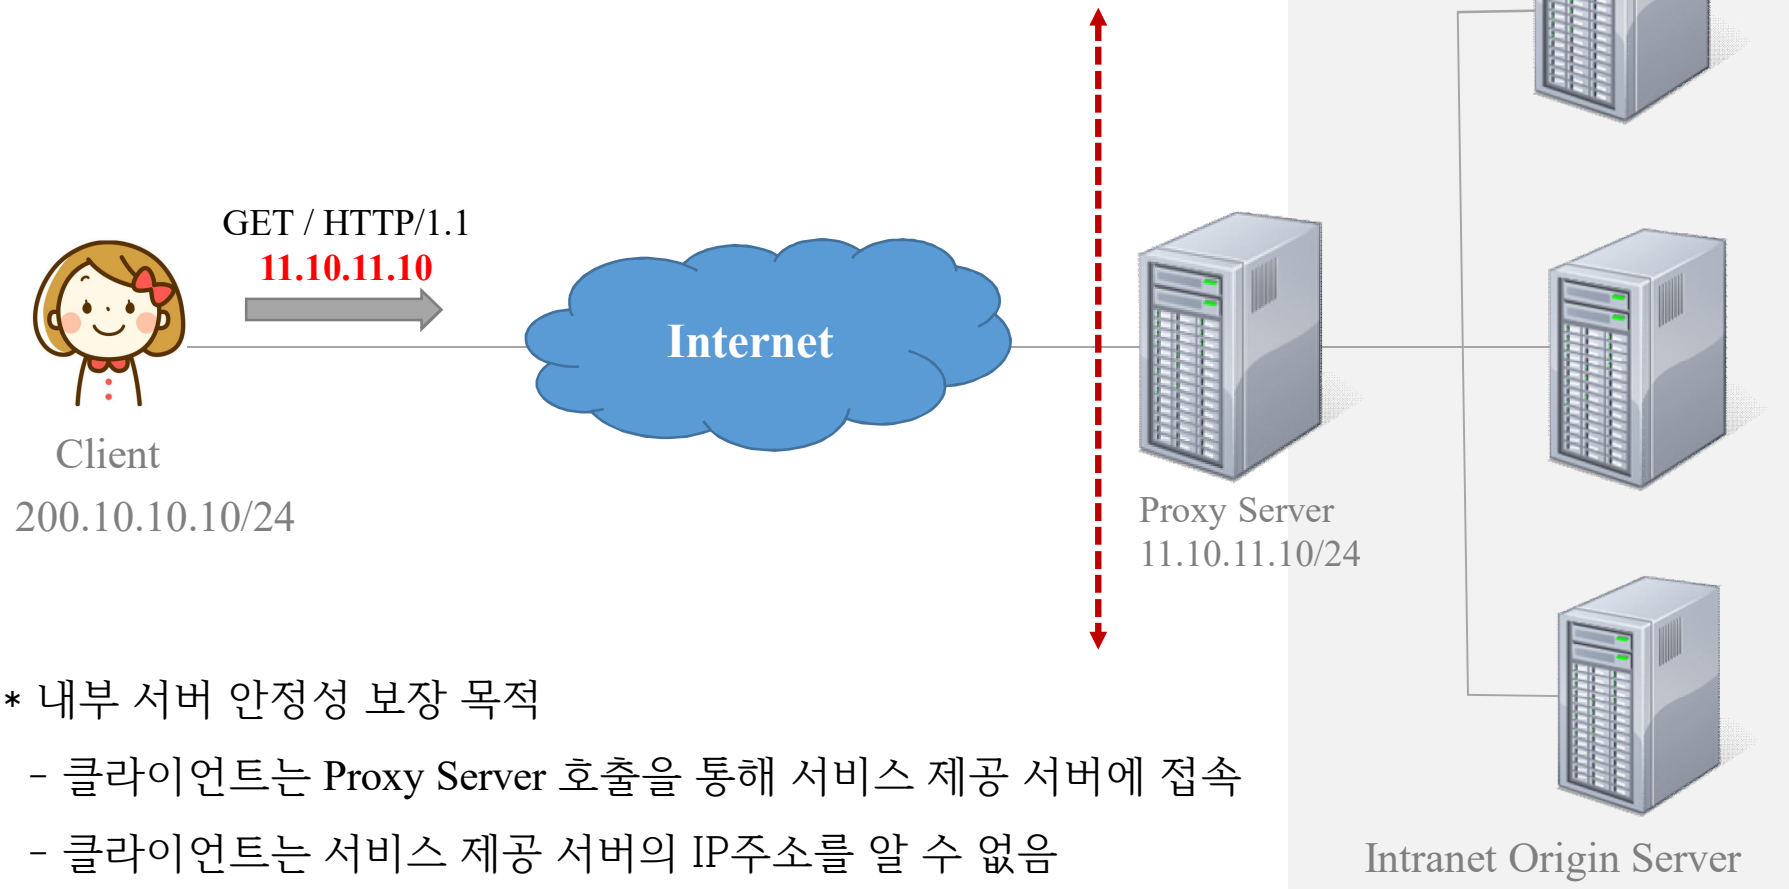 GET / HTTP/1.1
11.10.11.10
Internet
Client
200.10.10.10/24
Proxy Server
11.10.11.10/24
* 내부 서버 안정성 보장 목적
- 클라이언트는 Proxy Server 호출을 통해 서비스 제공 서버에 접속
- 클라이언트는 서비스 제공 서버의 IP주소를 알 수 없음
Intranet Origin Server